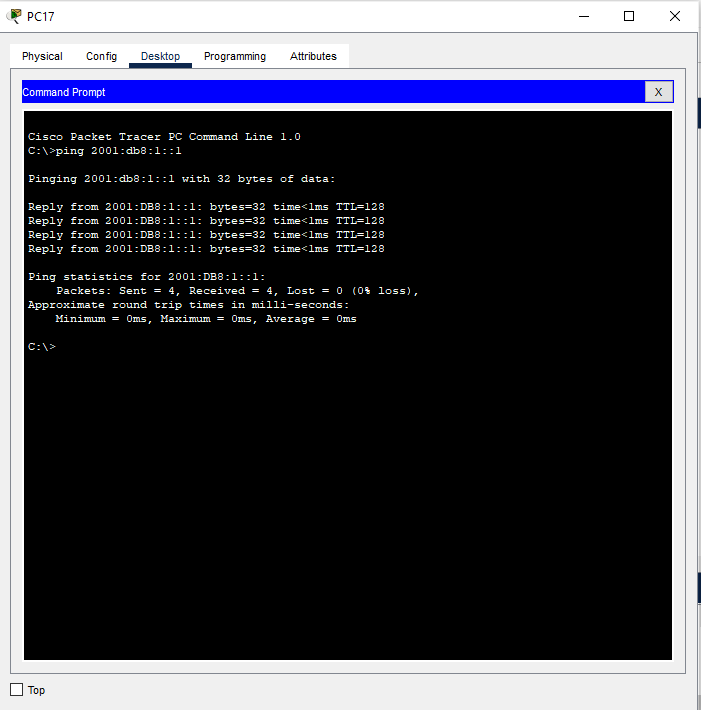 PC17
Physical Config Desktop Programming Attributes
Command Prompt X
Cisco Packet Tracer PC Command Line 1.0
C:\>ping 2001:db8:1::1
Pinging 2001:db8:1::1 with 32 bytes of data:
Reply from 2001:DB8:1::1: bytes=32 time<1ms TTL=128
Reply from 2001:DB8:1::1: bytes=32 time<1ms TTL=128
Reply from 2001:DB8:1::1: bytes=32 time<1ms TTL=128
Reply from 2001:DB8:1::1: bytes=32 time<1ms TTL=128
Ping statistics for 2001:DB8:1::1:
Packets: Sent = 4, Received = 4, Lost = 0 (0% loss),
Approximate round trip times in milli-seconds:
Minimum = 0ms, Maximum = 0ms, Average = 0ms
C:\>
Top